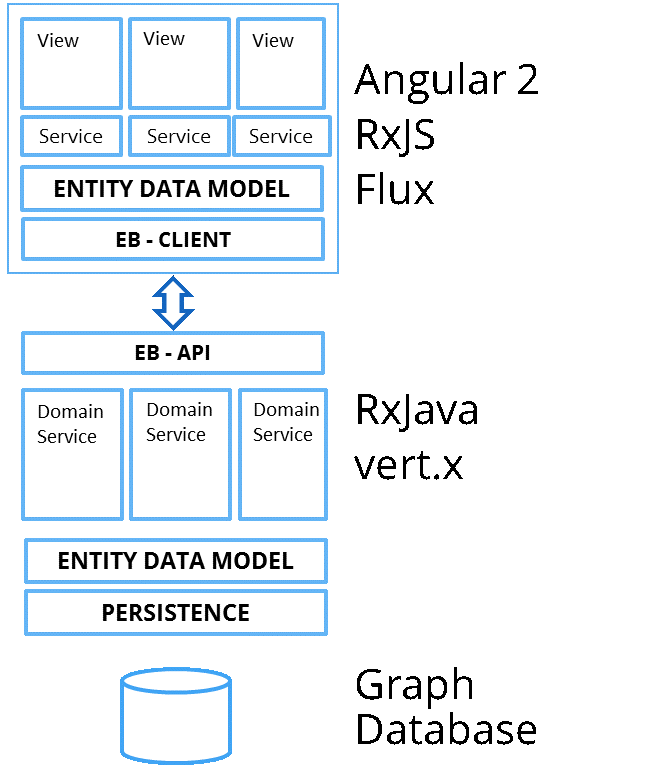 View View View
Angular 2
Service Service Service
RxJS
ENTITY DATA MODEL
Flux
EB - CLIENT
EB - API
Domain Domain Domain
Service Service Service
RxJava
vert.x
ENTITY DATA MODEL
PERSISTENCE
Graph
Database